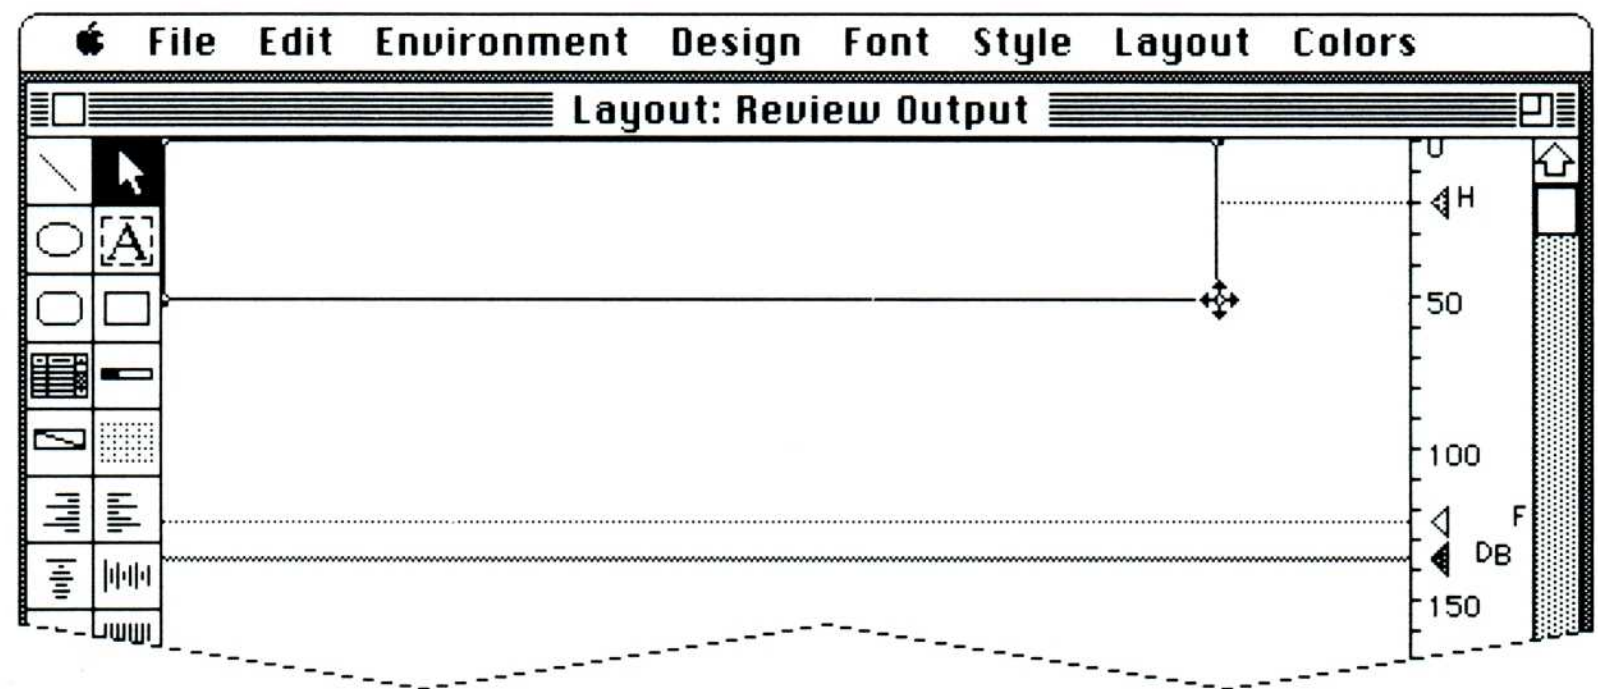 File Edit Environment Design Font Style Layout Colors
Layout: Review Output
A
0
H
50
100
F
DB
150